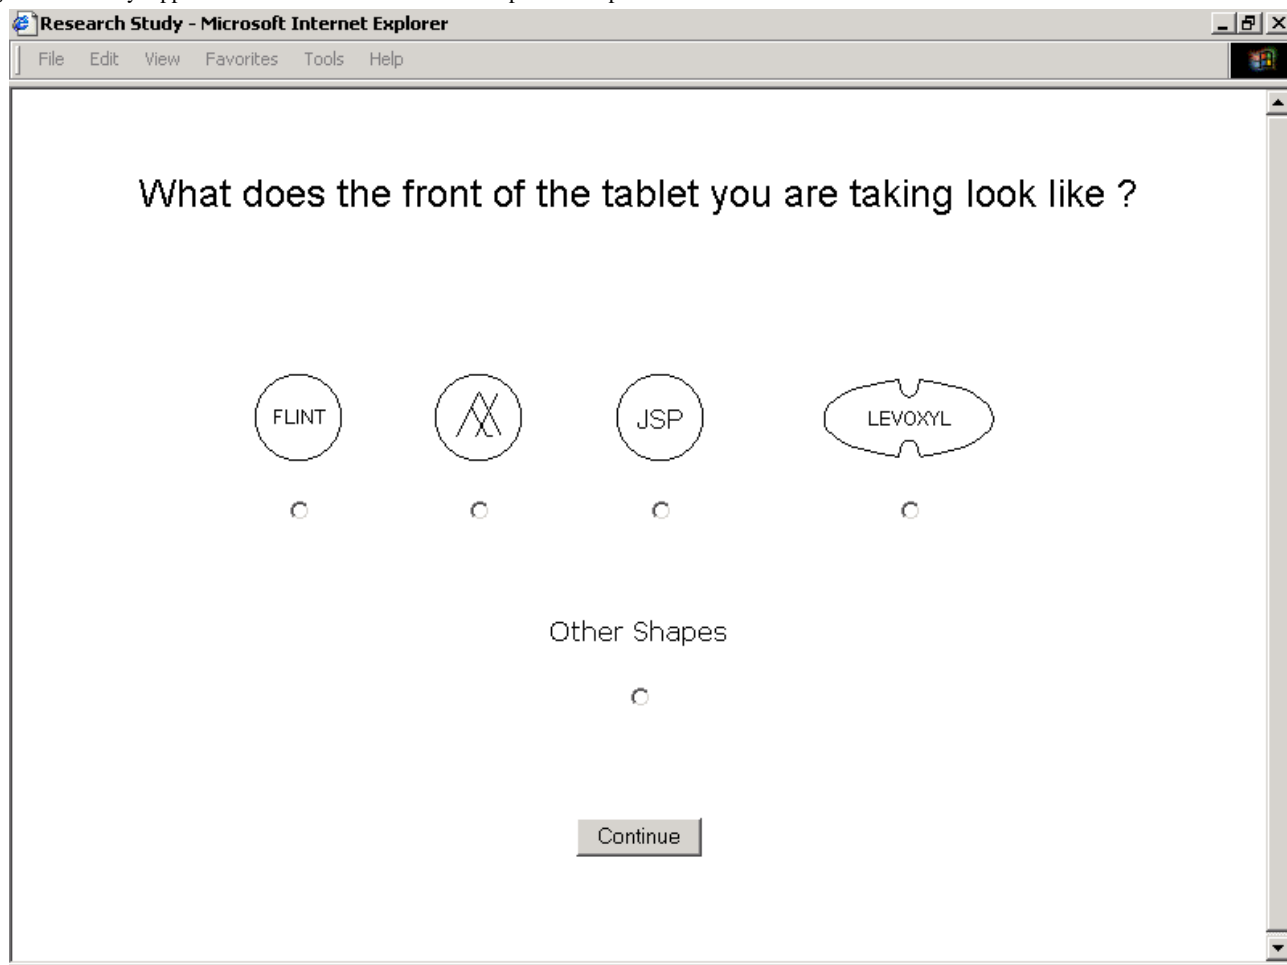 Research Study - Microsoft Internet Explorer
File Edit View Favorites Tools Help
What does the front of the tablet you are taking look like ?
FLINT JSP LEVOXYL
Other Shapes
Continue